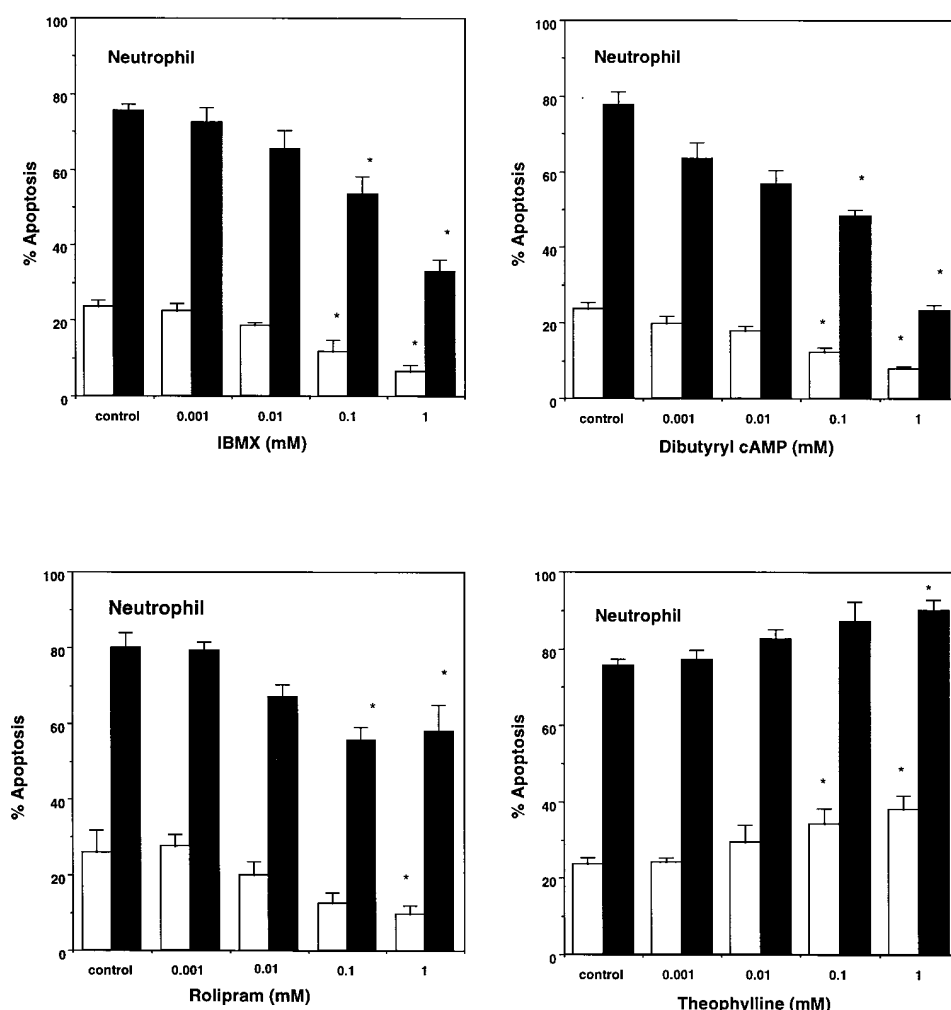 100
Neutrophil
80
60
40
20
0
% Apoptosis
*
*
*
*
control 0.001 0.01 0.1 1
IBMX (mM)
100
Neutrophil
80
60
40
20
0
% Apoptosis
*
*
*
*
control 0.001 0.01 0.1 1
Dibutyryl cAMP (mM)
100
Neutrophil
80
60
40
20
0
% Apoptosis
*
*
*
control 0.001 0.01 0.1 1
Rolipram (mM)
100
Neutrophil
80
60
40
20
0
% Apoptosis
*
*
*
control 0.001 0.01 0.1 1
Theophylline (mM)